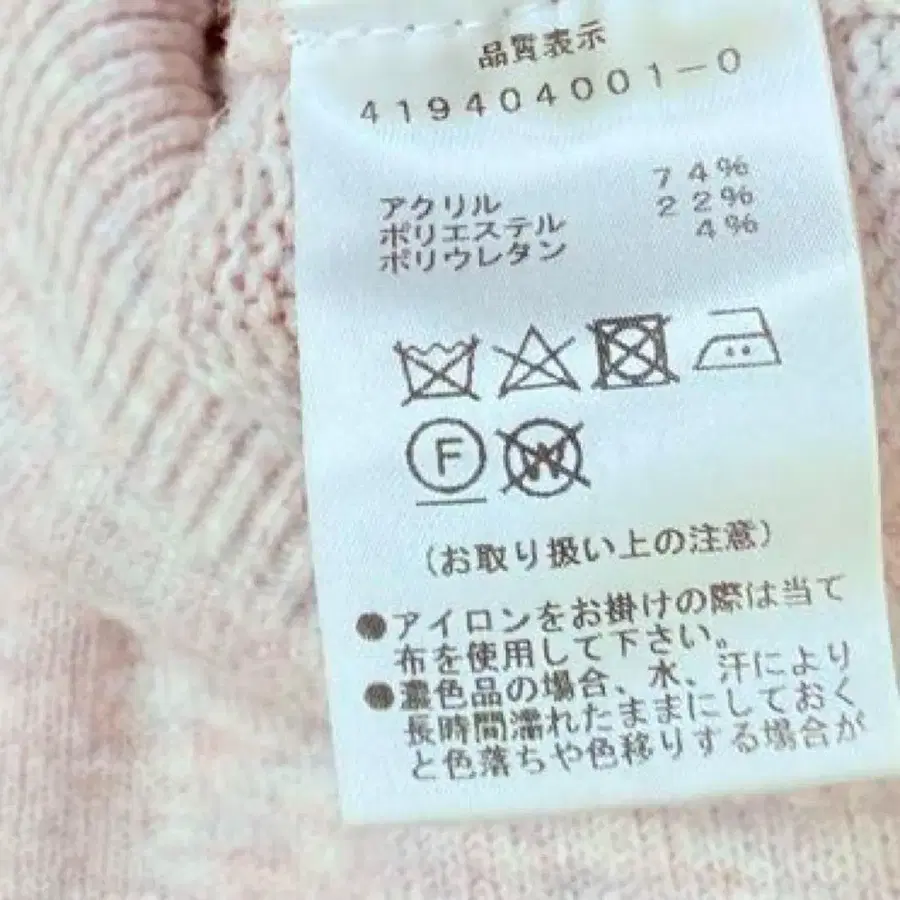 品質表示
419404001-0
アクリル 74%
ポリエステル 22%
ポリウレタン 4%
F W
(お取り扱い上の注意)
●アイロンをお掛けの際は当て
布を使用して下さい。
●濃色品の場合、水、汗により
長時間濡れたままにしておく
と色落ちや色移りする場合が